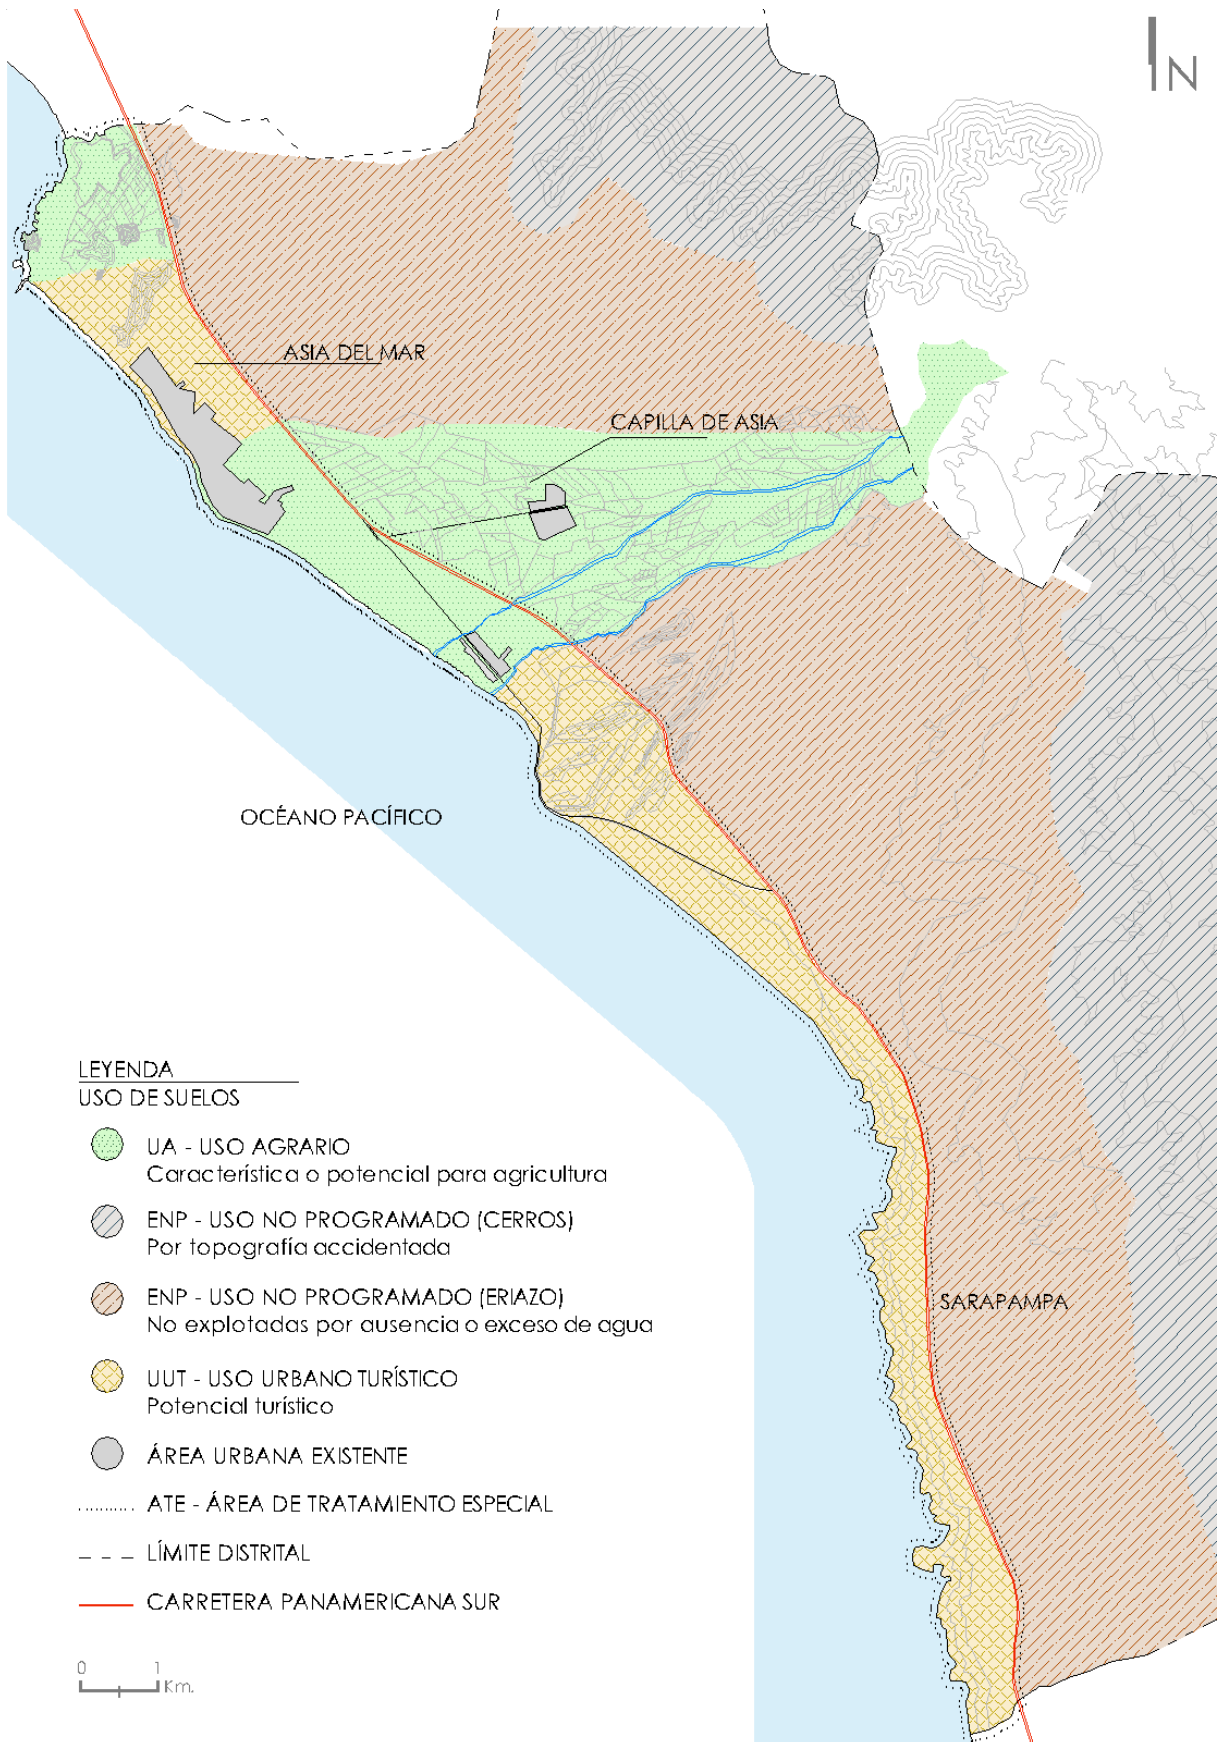 N
ASIA DEL MAR
CAPILLA DE ASIA
OCÉANO PACÍFICO
SARAPAMPA
LEYENDA
USO DE SUELOS
UA - USO AGRARIO
Característica o potencial para agricultura
ENP - USO NO PROGRAMADO (CERROS)
Por topografía accidentada
ENP - USO NO PROGRAMADO (ERIAZO)
No explotadas por ausencia o exceso de agua
UUT - USO URBANO TURÍSTICO
Potencial turístico
ÁREA URBANA EXISTENTE
ATE - ÁREA DE TRATAMIENTO ESPECIAL
LÍMITE DISTRITAL
CARRETERA PANAMERICANA SUR
0 1
Km.